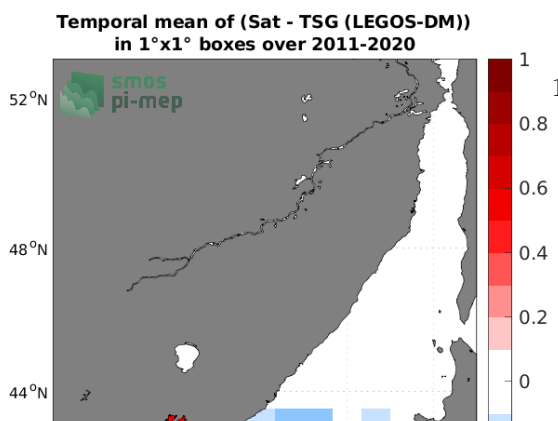 Temporal mean of (Sat - TSG (LEGOS-DM))
in 1°x1° boxes over 2011-2020
smos
pi-mep
52°N
48°N
44°N
1
0.8
0.6
0.4
0.2
0
1